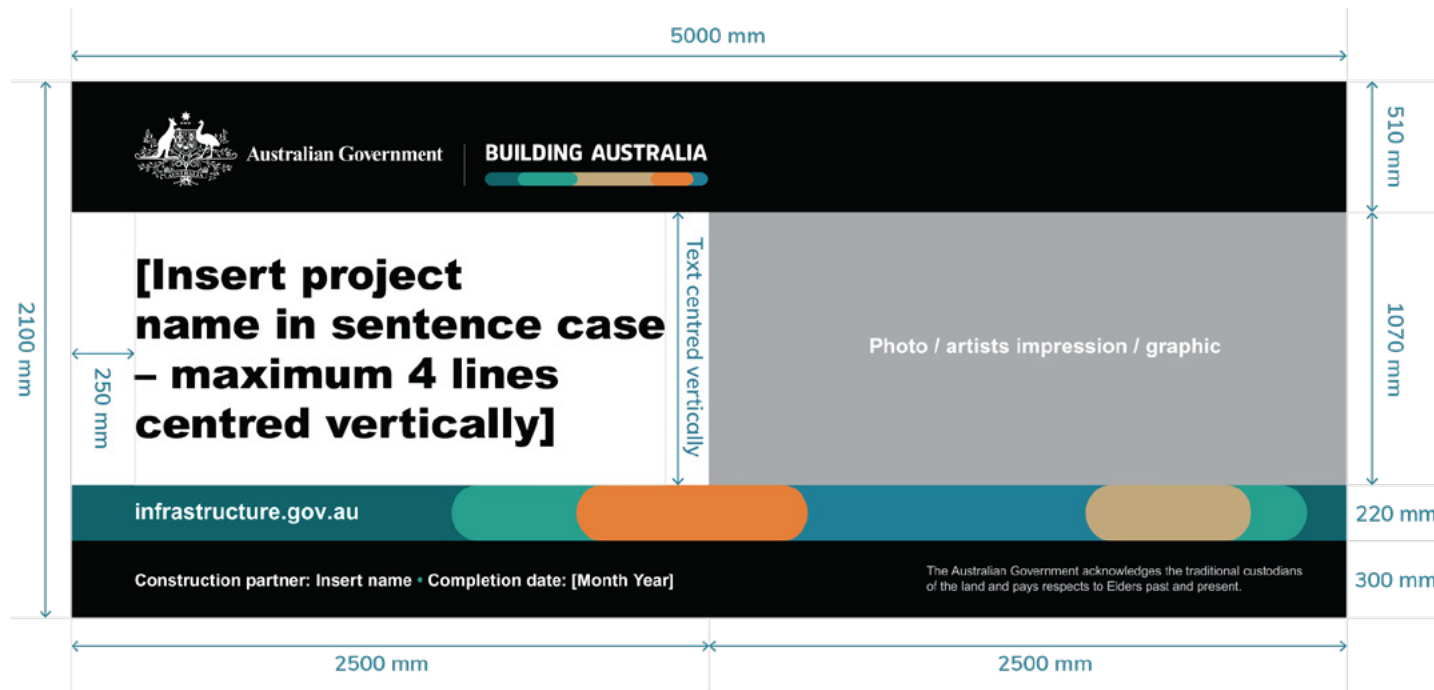 5000 mm
Australian Government
BUILDING AUSTRALIA
510 mm
2100 mm
250 mm
[Insert project
name in sentence case
– maximum 4 lines
centred vertically]
Text centred vertically
Photo / artists impression / graphic
1070 mm
infrastructure.gov.au
220 mm
Construction partner: Insert name • Completion date: [Month Year]
The Australian Government acknowledges the traditional custodians
of the land and pays respects to Elders past and present.
300 mm
2500 mm
2500 mm